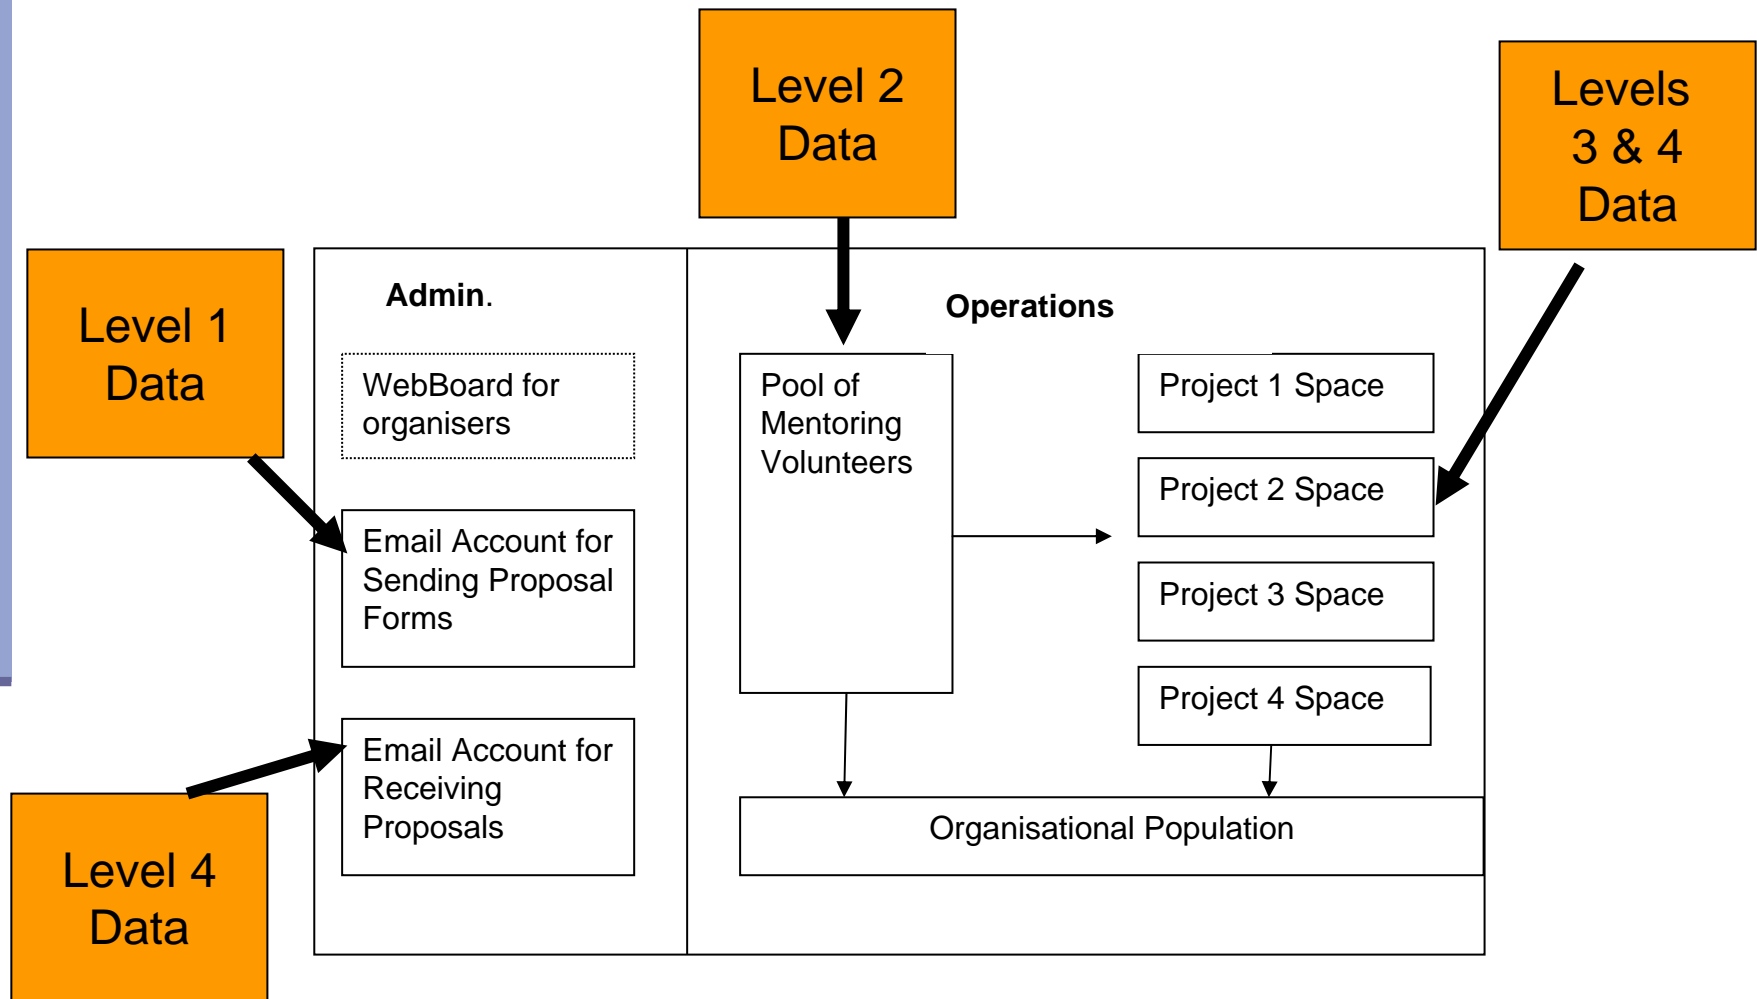 Level 2
Data
Levels
3 & 4
Data
Level 1
Data
Admin.
Operations
WebBoard for
organisers
Email Account for
Sending Proposal
Forms
Email Account for
Receiving
Proposals
Pool of
Mentoring
Volunteers
Project 1 Space
Project 2 Space
Project 3 Space
Project 4 Space
Organisational Population
Level 4
Data